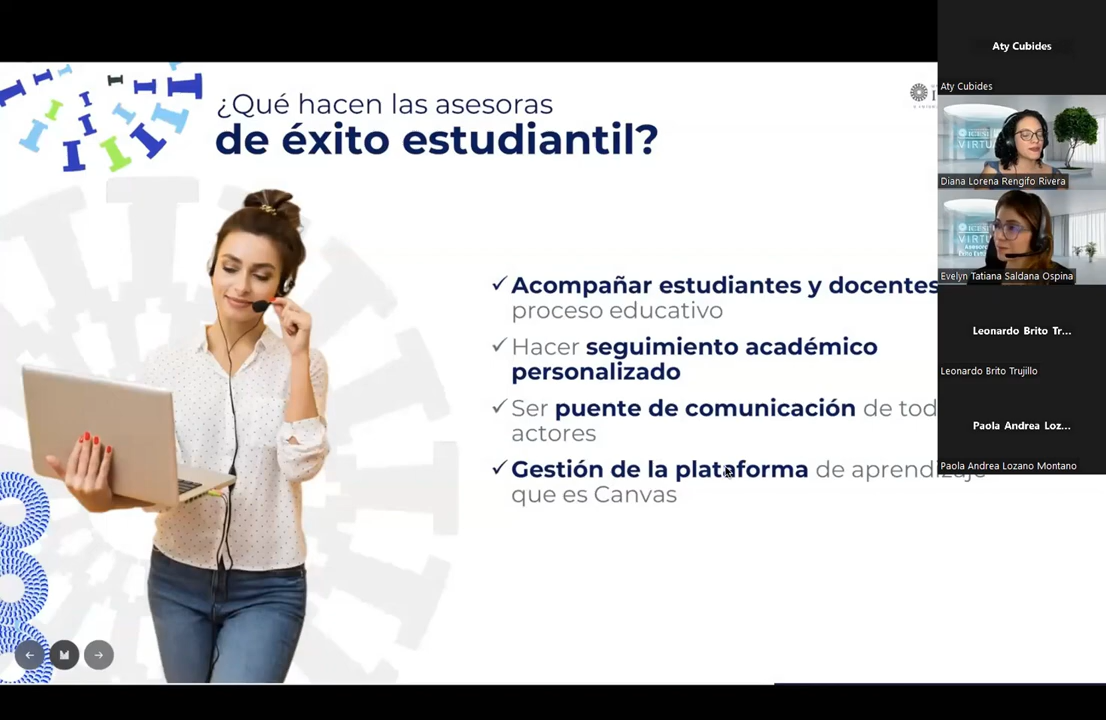 ¿Qué hacen las asesoras
de éxito estudiantil?
Acompañar estudiantes y docentes
proceso educativo
Hacer seguimiento académico
personalizado
Ser puente de comunicación de tod
actores
Gestión de la plataforma de aprendizaje
que es Canvas
Aty Cubides
Aty Cubides
Diana Lorena Rengifo Rivera
Evelyn Tatiana Saldana Ospina
Leonardo Brito Tr...
Leonardo Brito Trujillo
Paola Andrea Loz...
Paola Andrea Lozano Montano